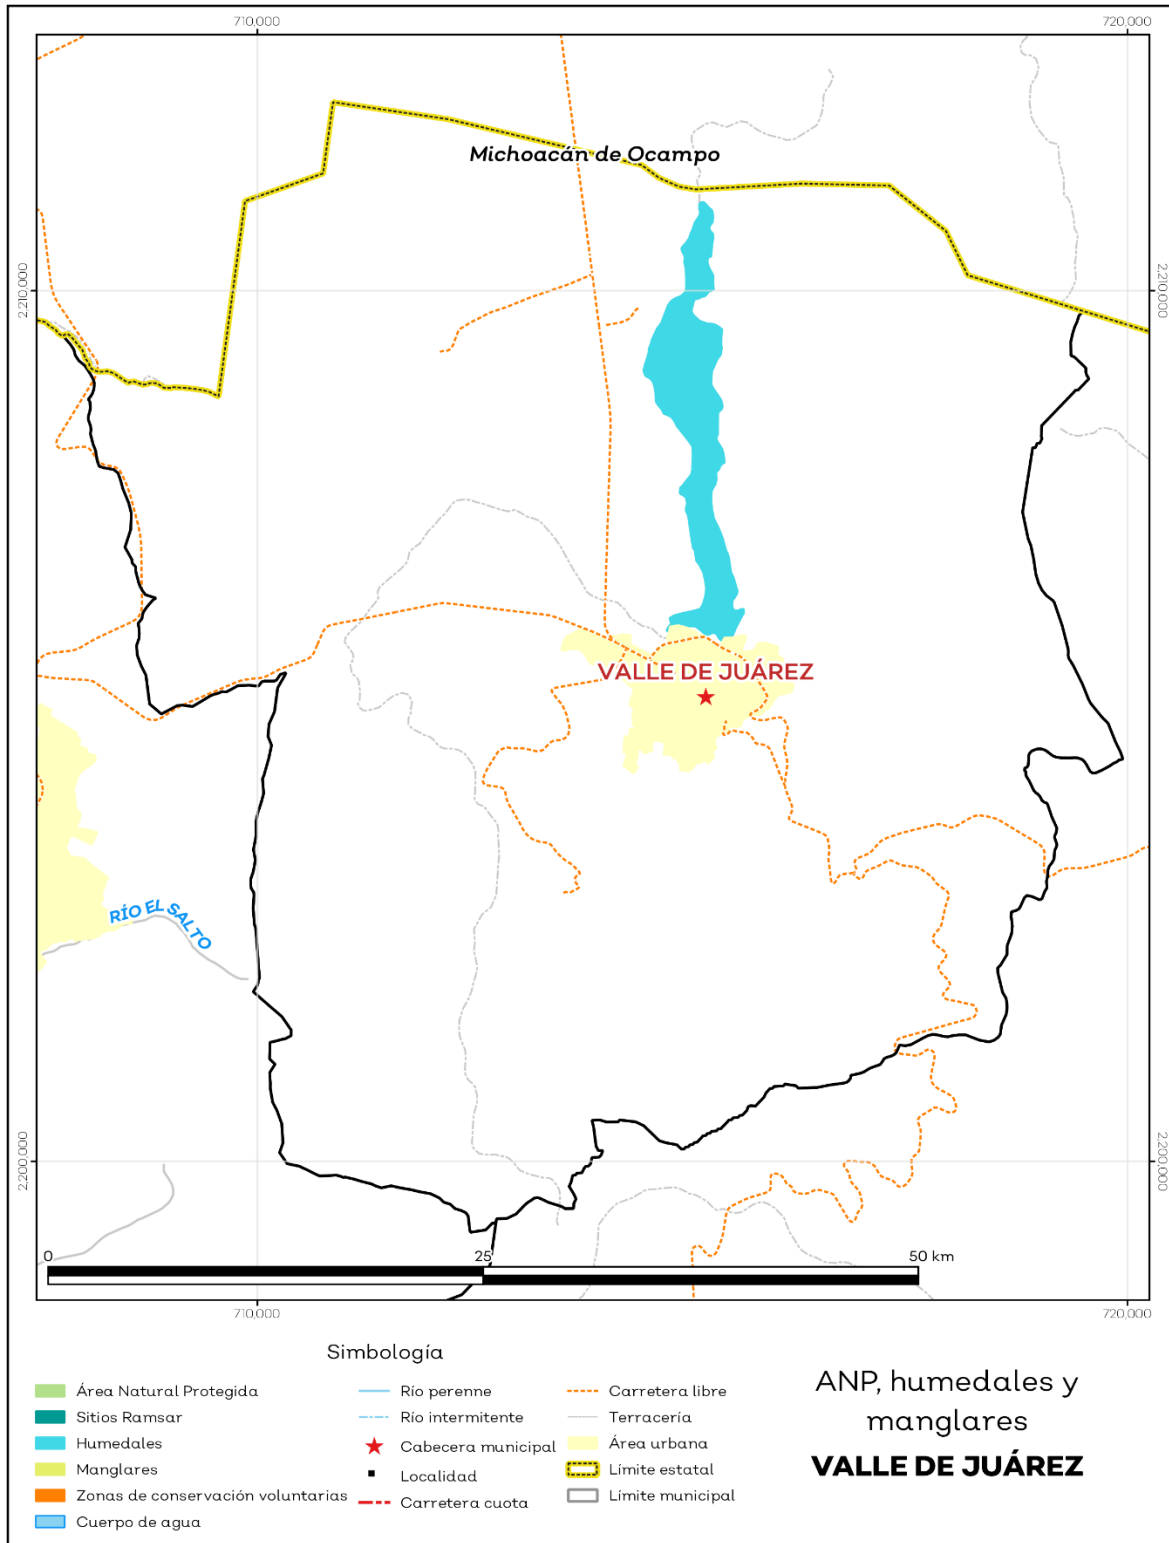 710,000
720,000
Michoacán de Ocampo
2,210,000
2,210,000
VALLE DE JUÁREZ
RÍO EL SALTO
2,200,000
2,200,000
0
25
50 km
710,000
720,000
Simbología
Área Natural Protegida
Sitios Ramsar
Humedales
Manglares
Zonas de conservación voluntarias
Cuerpo de agua
Río perenne
Río intermitente
Cabecera municipal
Localidad
Carretera cuota
Carretera libre
Terracería
Área urbana
Límite estatal
Límite municipal
ANP, humedales y
manglares
VALLE DE JUÁREZ